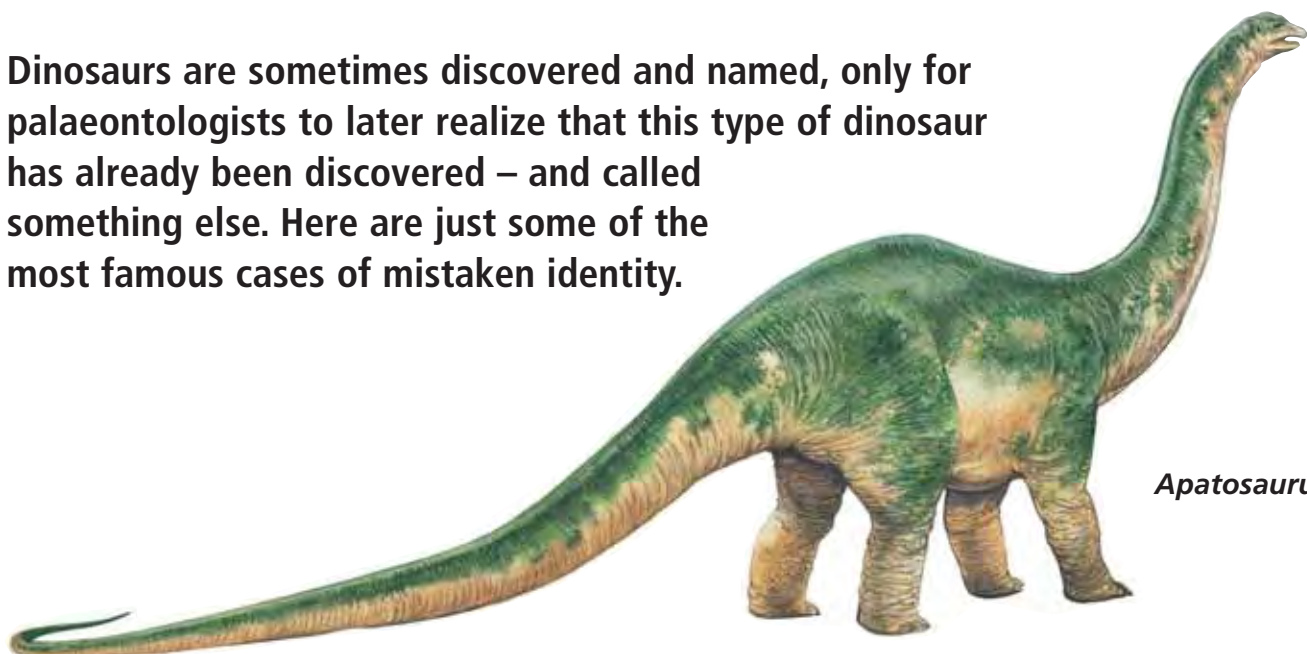 Dinosaurs are sometimes discovered and named, only for
palaeontologists to later realize that this type of dinosaur
has already been discovered – and called
something else. Here are just some of the
most famous cases of mistaken identity.
Apatosauru